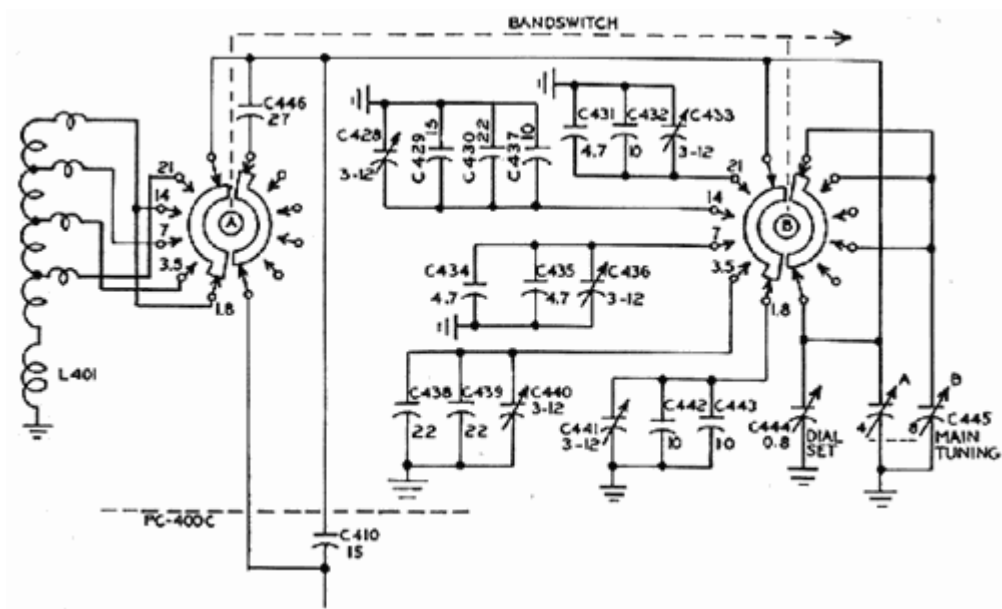 BANDSWITCH
C446
27
C428
3-12
C429
15
C430
22
C437
10
C431
4.7
C432
10
C433
3-12
21
14
7
3.5
1.8
A
21
14
7
3.5
1.8
B
C434
4.7
C435
4.7
C436
3-12
L401
C438
22
C439
22
C440
3-12
C441
3-12
C442
10
C443
10
C444
0.8
DIAL
SET
A
4
B
8
C445
MAIN
TUNING
PC-400C
C410
15